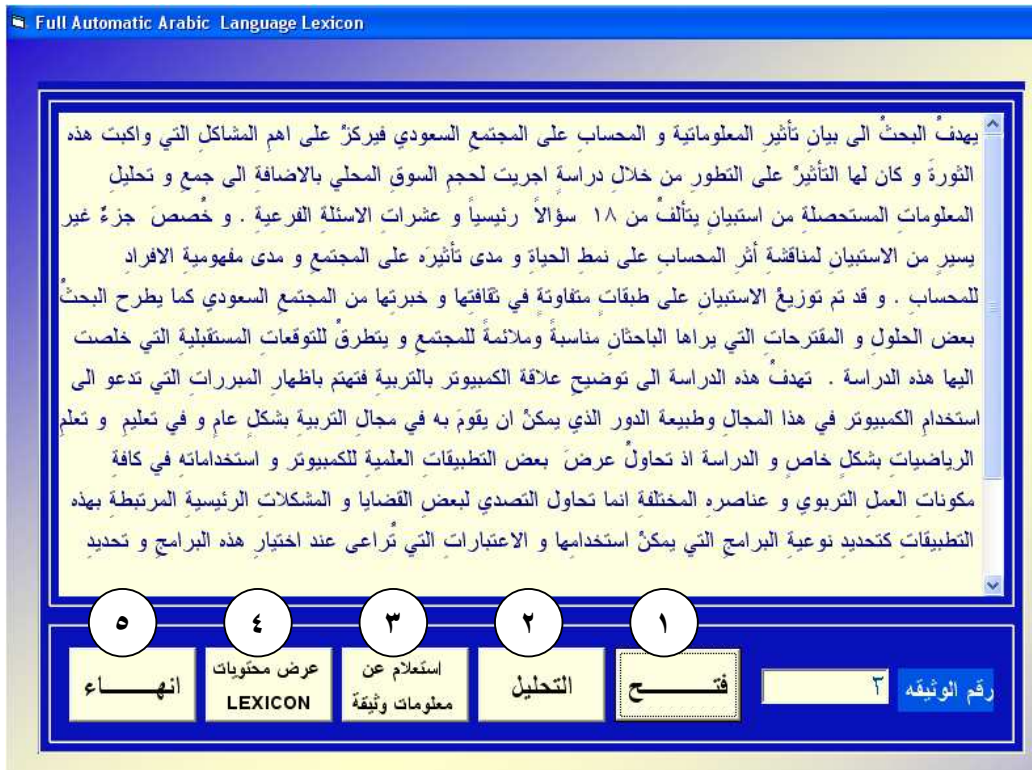 Full Automatic Arabic Language Lexicon
يهدفُ البحثُ الى بيانِ تأثيرِ المعلوماتية و المحسابِ على المجتمعِ السعودي فيركزُ على اهمِ المشاكلِ التي واكبت هذه
الثورةَ و كان لها التأثيرُ على التطور من خلالِ دراسةٍ اجريت لحجمِ السوقِ المحلي بالاضافةِ الى جمعِ و تحليلِ
المعلوماتِ المستحصلةِ من استبيانٍ يتألفُ من ١٨ سؤالاً رئيسياً و عشراتِ الاسئلةِ الفرعية . و خُصصَ جزءٌ غير
يسيرٍ من الاستبيانِ لمناقشةِ أثرِ المحسابِ على نمطِ الحياةِ و مدى تأثيرَه على المجتمعِ و مدى مفهوميةِ الافرادِ
للمحسابِ . و قد تم توزيعُ الاستبيانِ على طبقاتٍ متفاوتةٍ في ثقافتِها و خبرتِها من المجتمعِ السعودي كما يطرح البحثُ
بعض الحلول و المقترحاتِ التي يراها الباحثان مناسبةً وملائمةً للمجتمعِ و يتطرقُ للتوقعاتِ المستقبليةِ التي خلصت
اليها هذه الدراسة . تهدفُ هذه الدراسة الى توضيحِ علاقة الكمبيوتر بالتربيةِ فتهتم باظهارِ المبرراتِ التي تدعو الى
استخدامِ الكمبيوتر في هذا المجالِ وطبيعة الدور الذي يمكنُ ان يقومَ به في مجالِ التربيةِ بشكلٍ عامٍ و في تعليمِ و تعلمِ
الرياضياتِ بشكلٍ خاصٍ و الدراسة اذ تحاولُ عرضَ بعض التطبيقاتِ العلميةِ للكمبيوتر و استخداماته في كافةِ
مكوناتِ العملِ التربوي و عناصرِه المختلفةِ انما تحاول التصدي لبعضِ القضايا و المشكلاتِ الرئيسيةِ المرتبطةِ بهذه
التطبيقاتِ كتحديدِ نوعيةِ البرامجِ التي يمكنُ استخدامها و الاعتباراتِ التي تُراعى عند اختيارِ هذه البرامجِ و تحديدِ
١ ٢ ٣ ٤ ٥
رقم الوثيقه ٣ فتـــــح التحليل استعلام عن عرض محتويات انهـــــاء
معلومات وثيقة LEXICON